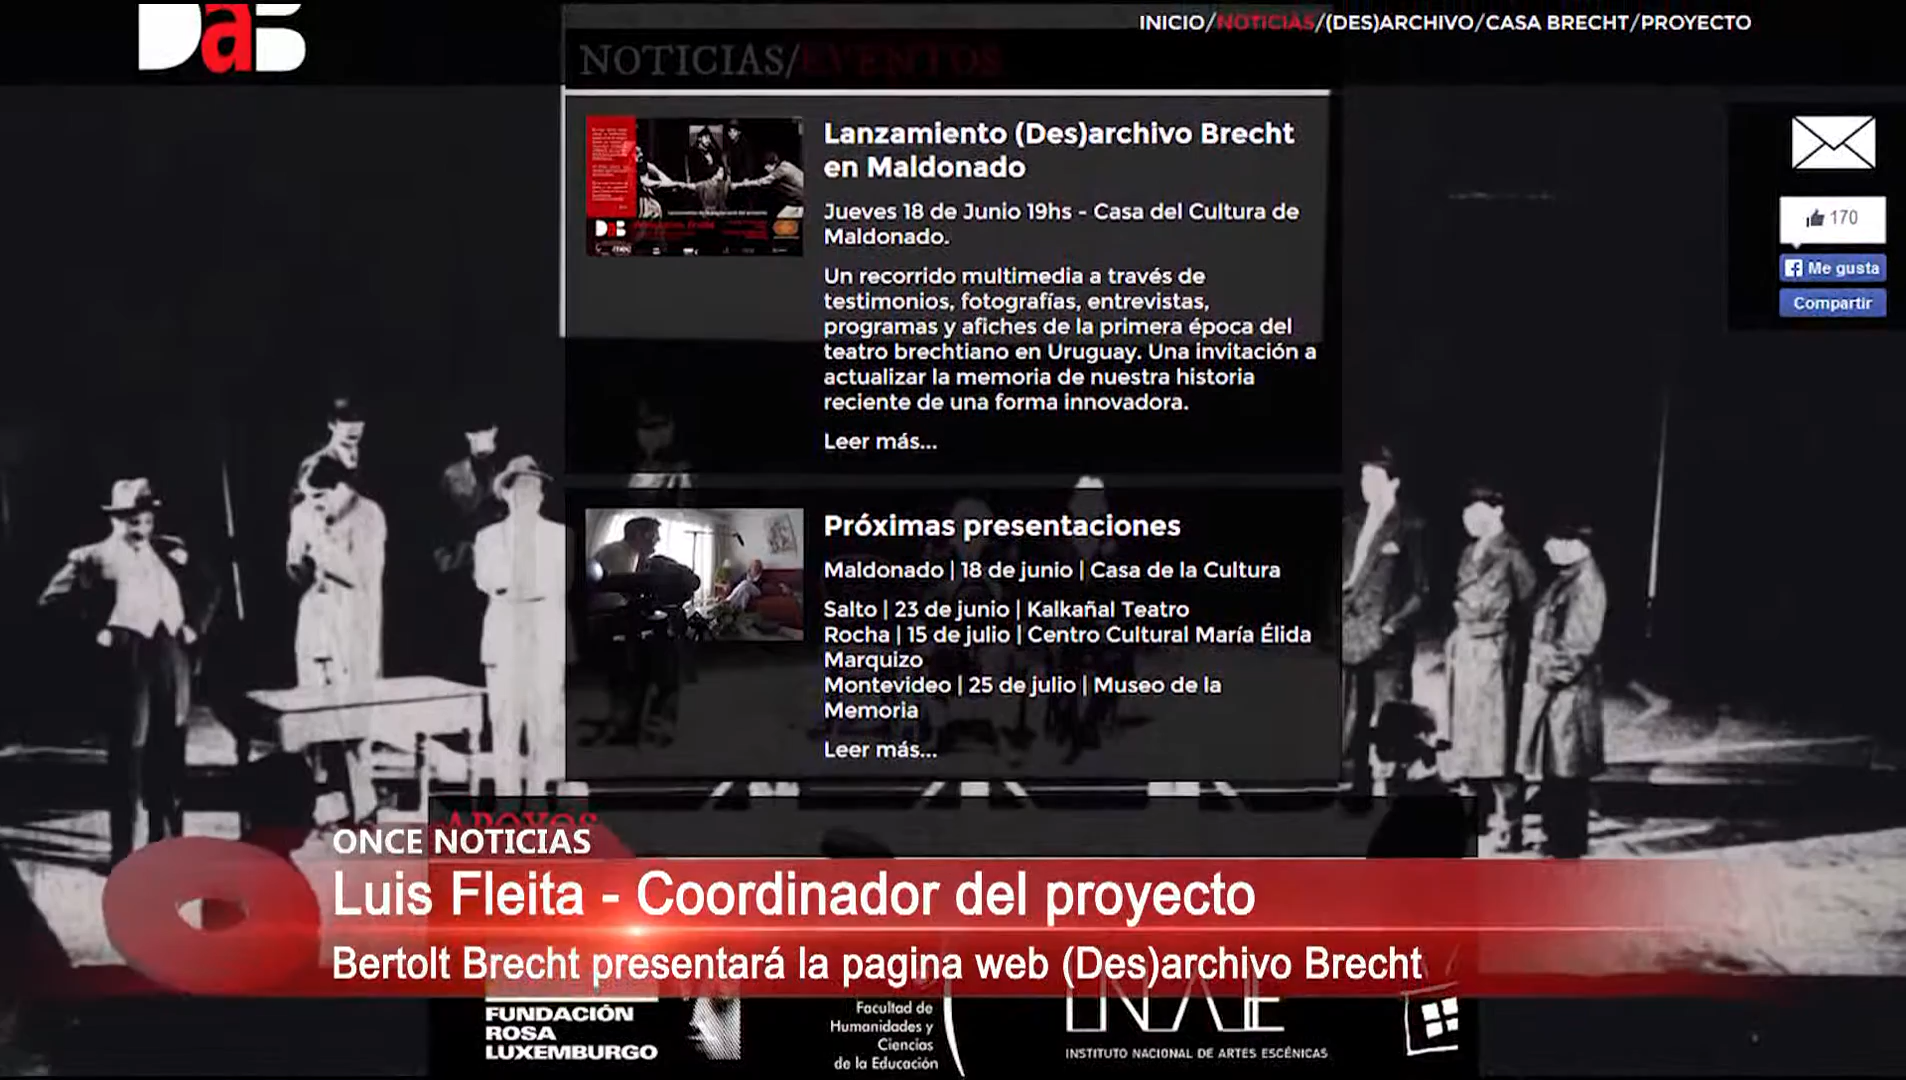 DaB
INICIO/NOTICIAS/(DES)ARCHIVO/CASA BRECHT/PROYECTO
NOTICIAS/EVENTOS
Lanzamiento (Des)archivo Brecht
en Maldonado
Jueves 18 de Junio 19hs - Casa del Cultura de
Maldonado.
Un recorrido multimedia a través de
testimonios, fotografías, entrevistas,
programas y afiches de la primera época del
teatro brechtiano en Uruguay. Una invitación a
actualizar la memoria de nuestra historia
reciente de una forma innovadora.
Leer más...
170
Me gusta
Compartir
DaB
Próximas presentaciones
Maldonado | 18 de junio | Casa de la Cultura
Salto | 23 de junio | Kalkañal Teatro
Rocha | 15 de julio | Centro Cultural María Élida
Marquizo
Montevideo | 25 de julio | Museo de la
Memoria
Leer más...
APOYOS
ONCE NOTICIAS
Luis Fleita - Coordinador del proyecto
Bertolt Brecht presentará la pagina web (Des)archivo Brecht
FUNDACIÓN
ROSA
LUXEMBURGO
Facultad de
Humanidades y
Ciencias
de la Educación
INAE
INSTITUTO NACIONAL DE ARTES ESCÉNICAS